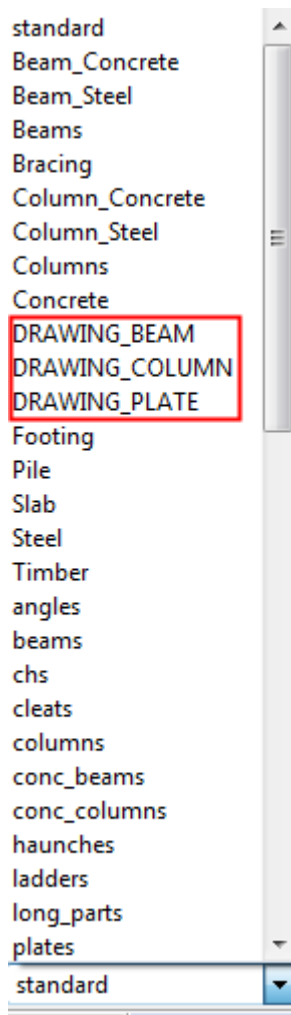 standard
Beam_Concrete
Beam_Steel
Beams
Bracing
Column_Concrete
Column_Steel
Columns
Concrete
DRAWING_BEAM
DRAWING_COLUMN
DRAWING_PLATE
Footing
Pile
Slab
Steel
Timber
angles
beams
chs
cleats
columns
conc_beams
conc_columns
haunches
ladders
long_parts
plates
standard